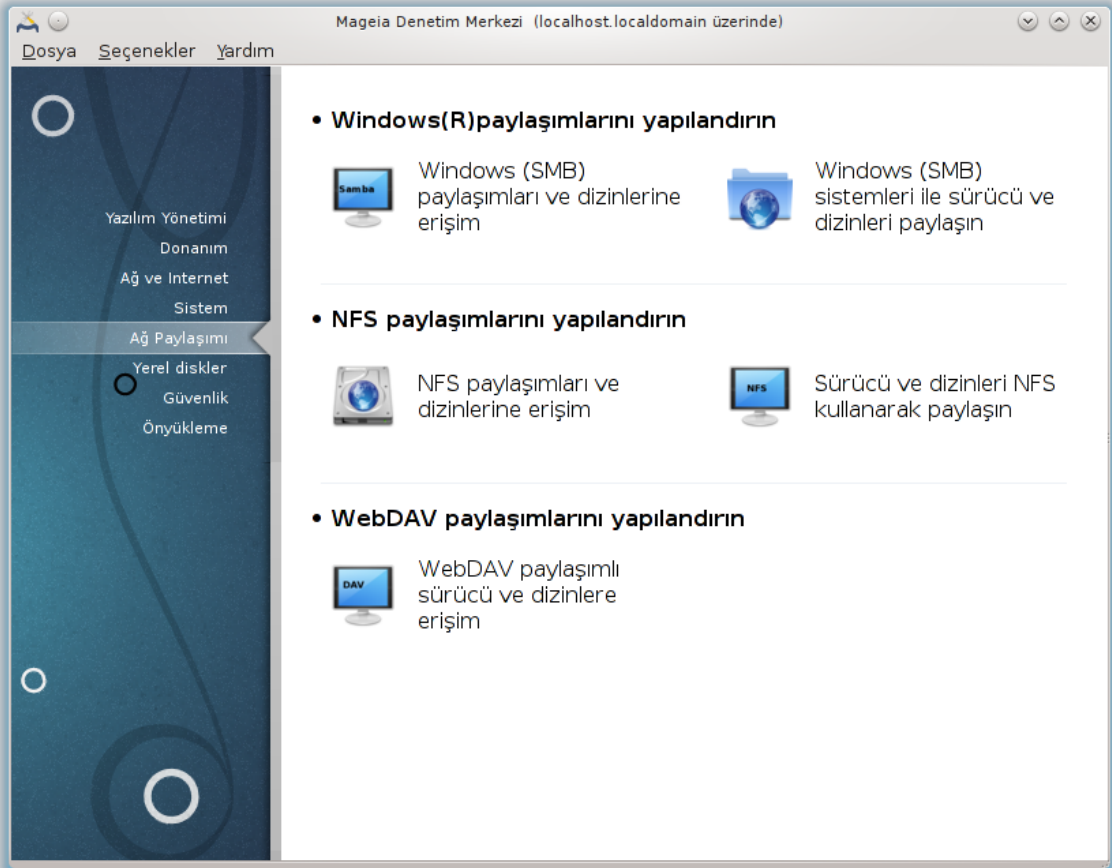 Mageia Denetim Merkezi (localhost.localdomain üzerinde)
Dosya Seçenekler Yardım
Yazılım Yönetimi
Donanım
Ağ ve Internet
Sistem
Ağ Paylaşımı
Yerel diskler
Güvenlik
Önyükleme
• Windows(R)paylaşımlarını yapılandırın
Samba
Windows (SMB)
paylaşımları ve dizinlerine
erişim
Windows (SMB)
sistemleri ile sürücü ve
dizinleri paylaşın
• NFS paylaşımlarını yapılandırın
NFS paylaşımları ve
dizinlerine erişim
NFS
Sürücü ve dizinleri NFS
kullanarak paylaşın
• WebDAV paylaşımlarını yapılandırın
DAV
WebDAV paylaşımlı
sürücü ve dizinlere
erişim